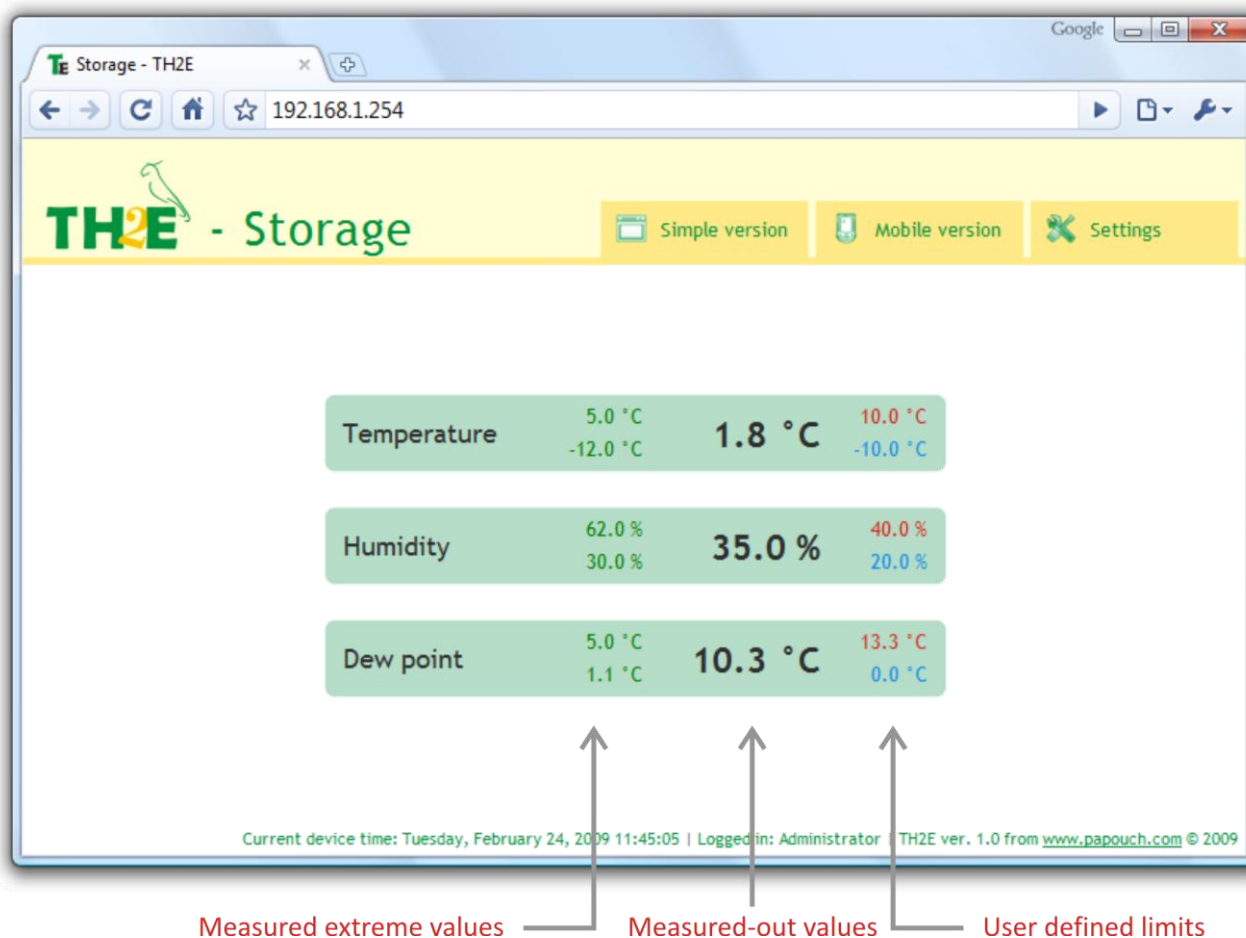 Google
TE Storage - TH2E
192.168.1.254
TH2E - Storage
Simple version
Mobile version
Settings
Temperature
5.0 °C
-12.0 °C
1.8 °C
10.0 °C
-10.0 °C
Humidity
62.0 %
30.0 %
35.0 %
40.0 %
20.0 %
Dew point
5.0 °C
1.1 °C
10.3 °C
13.3 °C
0.0 °C
Current device time: Tuesday, February 24, 2009 11:45:05 | Logged in: Administrator | TH2E ver. 1.0 from www.papouch.com © 2009
Measured extreme values
Measured-out values
User defined limits